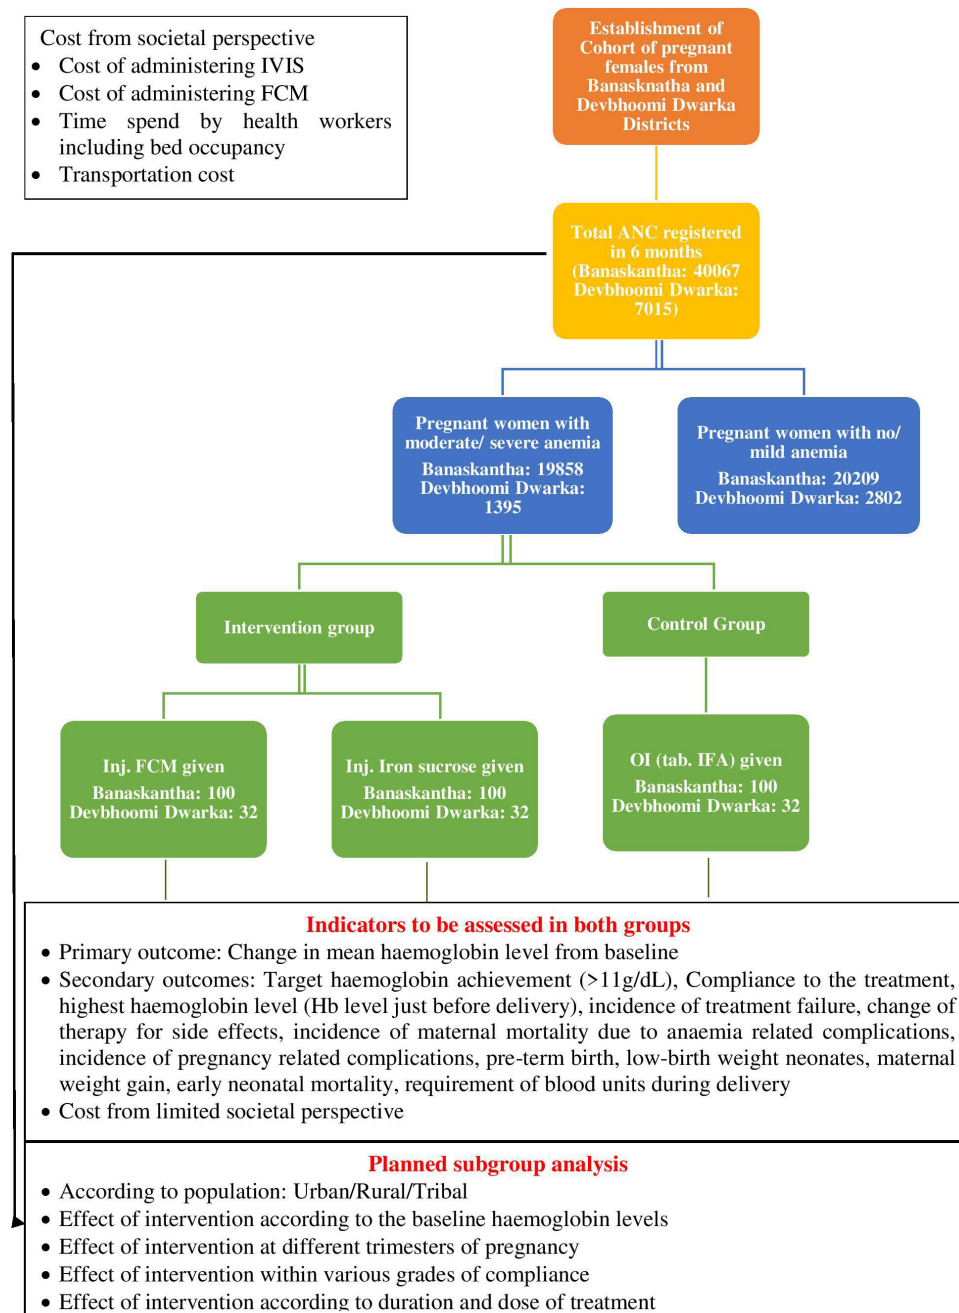 Cost from societal perspective
• Cost of administering IVIS
• Cost of administering FCM
• Time spend by health workers
including bed occupancy
• Transportation cost
Establishment of
Cohort of pregnant
females from
Banasknatha and
Devbhoomi Dwarka
Districts
Total ANC registered
in 6 months
(Banaskantha: 40067
Devbhoomi Dwarka:
7015)
Pregnant women with
moderate/ severe anemia
Banaskantha: 19858
Devbhoomi Dwarka:
1395
Pregnant women with no/
mild anemia
Banaskantha: 20209
Devbhoomi Dwarka: 2802
Intervention group
Control Group
Inj. FCM given
Banaskantha: 100
Devbhoomi Dwarka: 32
Inj. Iron sucrose given
Banaskantha: 100
Devbhoomi Dwarka: 32
OI (tab. IFA) given
Banaskantha: 100
Devbhoomi Dwarka: 32
Indicators to be assessed in both groups
• Primary outcome: Change in mean haemoglobin level from baseline
• Secondary outcomes: Target haemoglobin achievement (>11g/dL), Compliance to the treatment,
highest haemoglobin level (Hb level just before delivery), incidence of treatment failure, change of
therapy for side effects, incidence of maternal mortality due to anaemia related complications,
incidence of pregnancy related complications, pre-term birth, low-birth weight neonates, maternal
weight gain, early neonatal mortality, requirement of blood units during delivery
• Cost from limited societal perspective
Planned subgroup analysis
• According to population: Urban/Rural/Tribal
• Effect of intervention according to the baseline haemoglobin levels
• Effect of intervention at different trimesters of pregnancy
• Effect of intervention within various grades of compliance
• Effect of intervention according to duration and dose of treatment